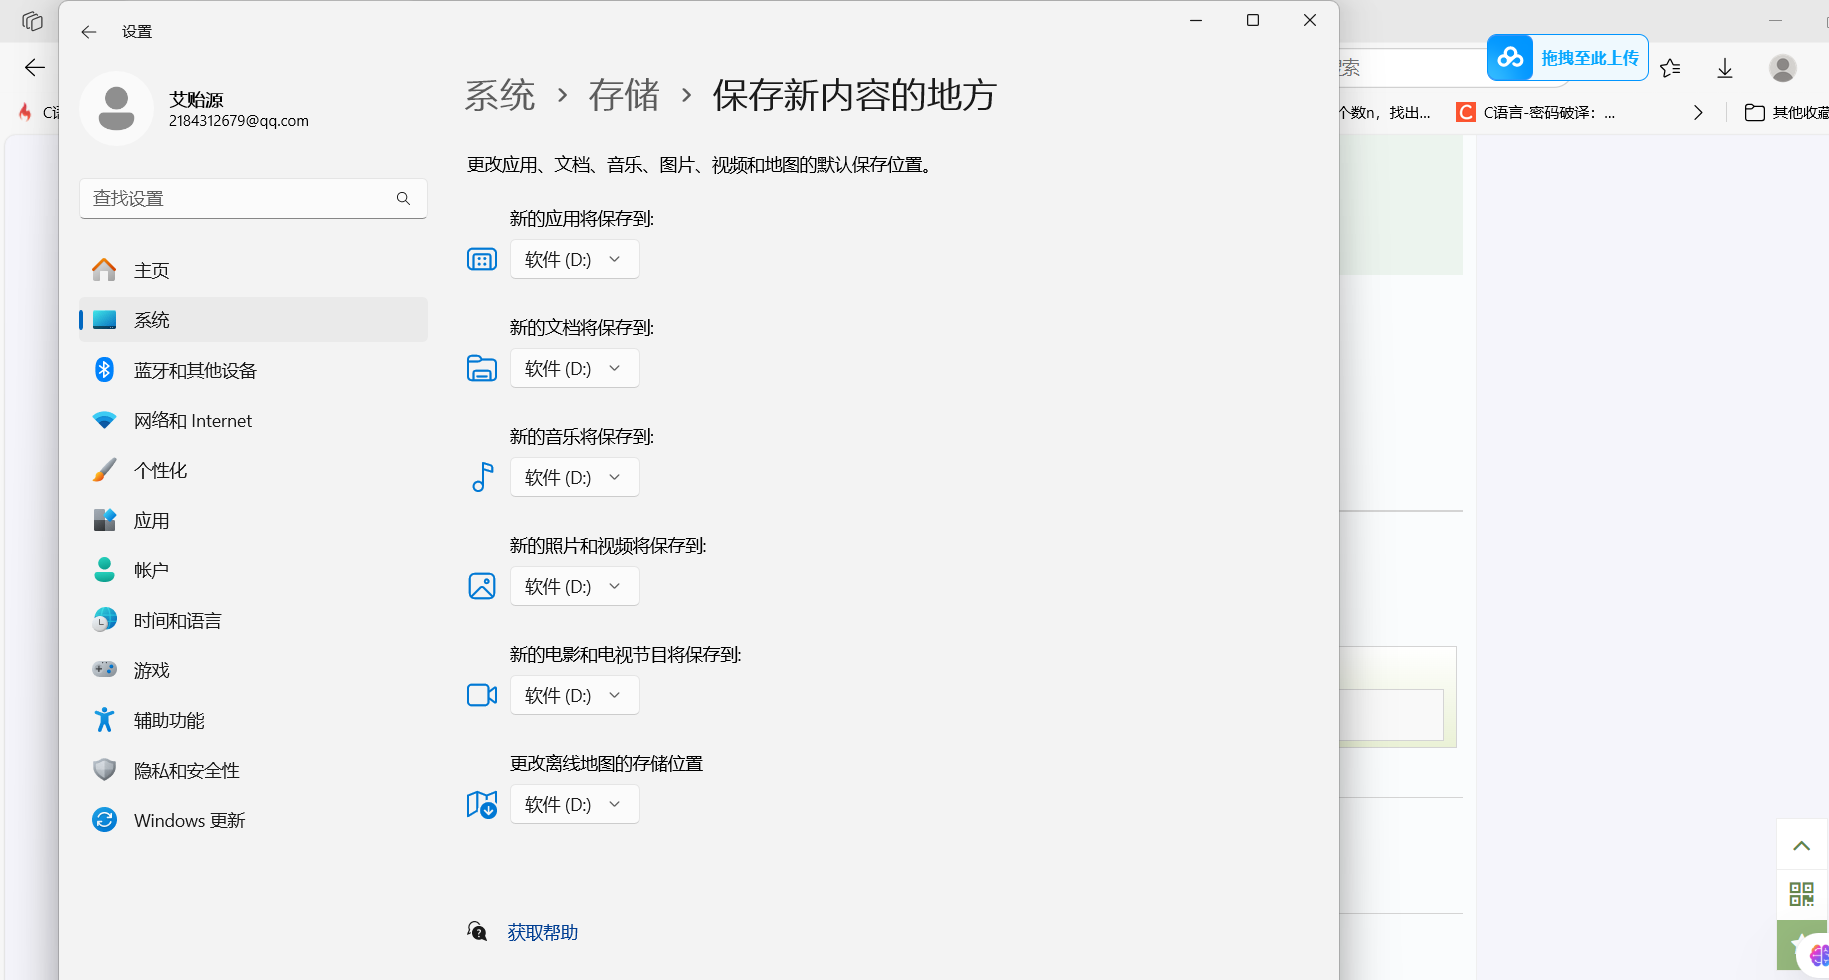 设置
艾贻源
2184312679@qq.com
查找设置
主页
系统
蓝牙和其他设备
网络和 Internet
个性化
应用
帐户
时间和语言
游戏
辅助功能
隐私和安全性
Windows 更新
系统 › 存储 › 保存新内容的地方
更改应用、文档、音乐、图片、视频和地图的默认保存位置。
新的应用将保存到:
软件 (D:)
新的文档将保存到:
软件 (D:)
新的音乐将保存到:
软件 (D:)
新的照片和视频将保存到:
软件 (D:)
新的电影和电视节目将保存到:
软件 (D:)
更改离线地图的存储位置
软件 (D:)
获取帮助
索
拖拽至此上传
个数n，找出...
C语言-密码破译：...
其他收藏